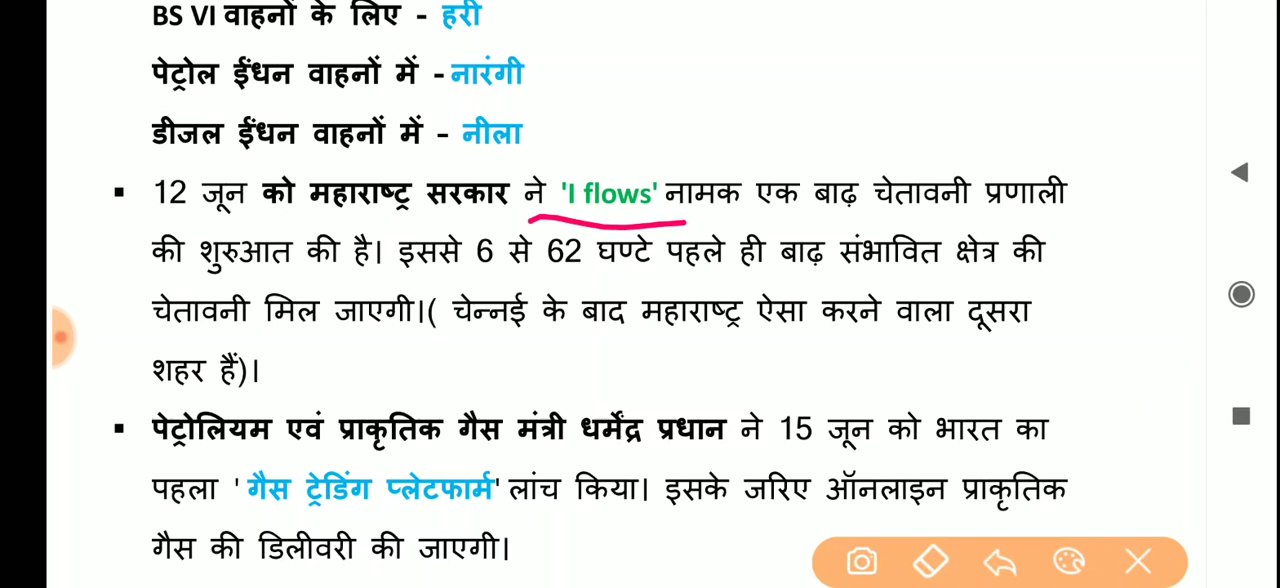 BS VI वाहनों के लिए - हरी
पेट्रोल ईंधन वाहनों में - नारंगी
डीजल ईंधन वाहनों में - नीला
▪ 12 जून को महाराष्ट्र सरकार ने 'I flows' नामक एक बाढ़ चेतावनी प्रणाली
की शुरुआत की है। इससे 6 से 62 घण्टे पहले ही बाढ़ संभावित क्षेत्र की
चेतावनी मिल जाएगी।( चेन्नई के बाद महाराष्ट्र ऐसा करने वाला दूसरा
शहर हैं)।
▪ पेट्रोलियम एवं प्राकृतिक गैस मंत्री धर्मेंद्र प्रधान ने 15 जून को भारत का
पहला ' गैस ट्रेडिंग प्लेटफार्म' लांच किया। इसके जरिए ऑनलाइन प्राकृतिक
गैस की डिलीवरी की जाएगी।